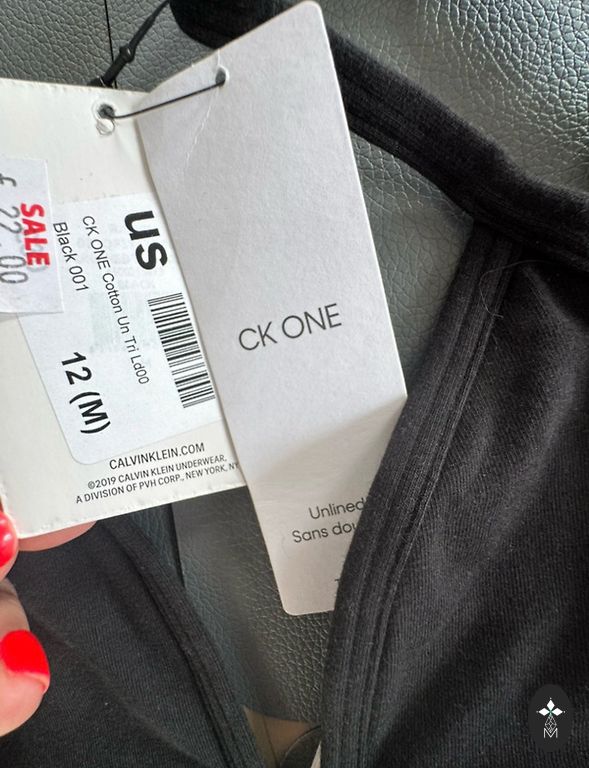 SALE
£ 22.00
us
CK ONE Cotton Un Tri Ld00
Black 001
12 (M)
CALVINKLEIN.COM
©2019 CALVIN KLEIN UNDERWEAR,
A DIVISION OF PVH CORP., NEW YORK, NY
CK ONE
Unlined
Sans
M